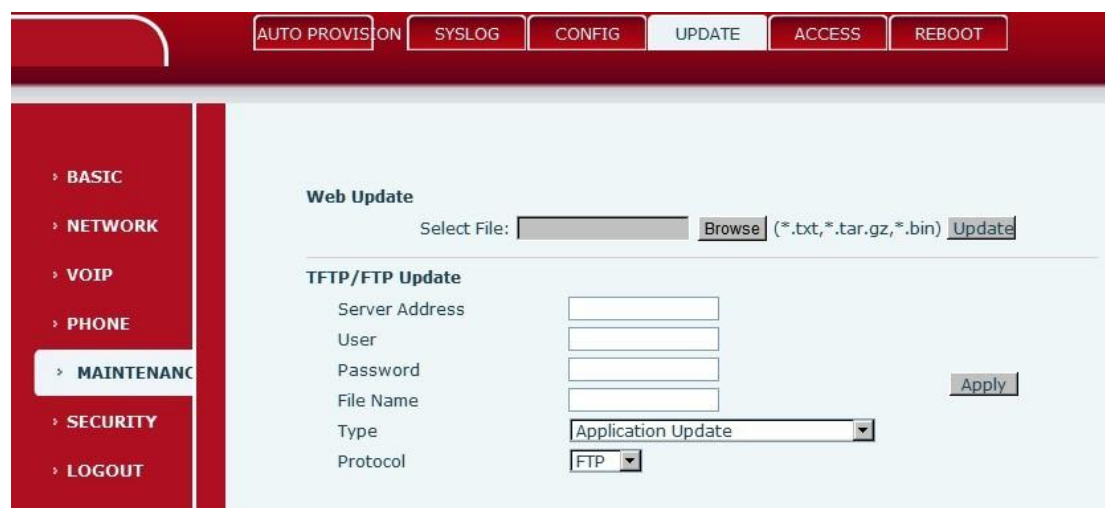 AUTO PROVISION SYSLOG CONFIG UPDATE ACCESS REBOOT
› BASIC
› NETWORK
› VOIP
› PHONE
› MAINTENANC
› SECURITY
› LOGOUT
Web Update
Select File: Browse (*.txt,*.tar.gz,*.bin) Update
TFTP/FTP Update
Server Address
User
Password
File Name
Type Application Update
Protocol FTP
Apply